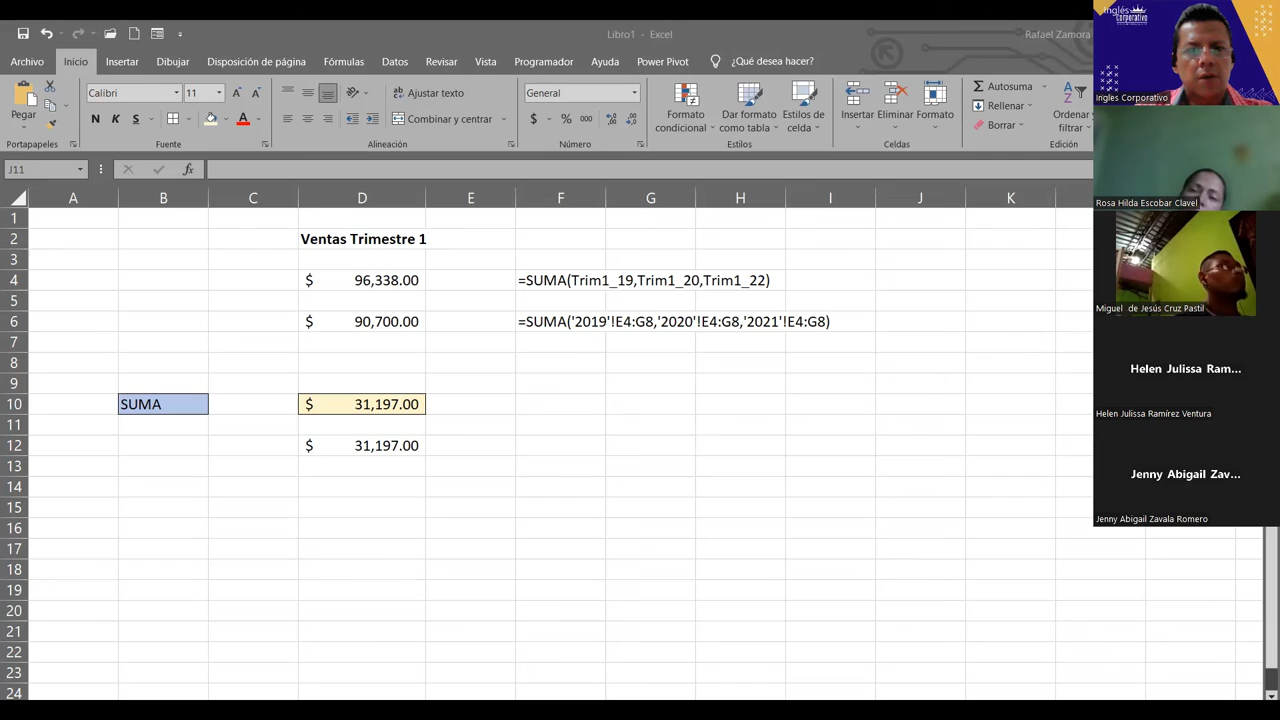 Libro1 - Excel
Rafael Zamora
Archivo Inicio Insertar Dibujar Disposición de página Fórmulas Datos Revisar Vista Programador Ayuda Power Pivot ¿Qué desea hacer?
Pegar
Calibri 11
N K S
Ajustar texto
Combinar y centrar
General
$ % 000
Formato condicional
Dar formato como tabla
Estilos de celda
Insertar Eliminar Formato
Autosuma
Rellenar
Borrar
Ordenar y filtrar
Portapapeles Fuente Alineación Número Estilos Celdas Edición
J11 fx
A B C D E F G H I J K
1
2 Ventas Trimestre 1
3
4 $ 96,338.00 =SUMA(Trim1_19,Trim1_20,Trim1_22)
5
6 $ 90,700.00 =SUMA('2019'!E4:G8,'2020'!E4:G8,'2021'!E4:G8)
7
8
9
10 SUMA $ 31,197.00
11
12 $ 31,197.00
13
14
15
16
17
18
19
20
21
22
23
24
Inglés Corporativo
Ingles Corporativo
Rosa Hilda Escobar Clavel
Miguel de Jesús Cruz Pastil
Helen Julissa Ram...
Helen Julissa Ramírez Ventura
Jenny Abigail Zav...
Jenny Abigail Zavala Romero